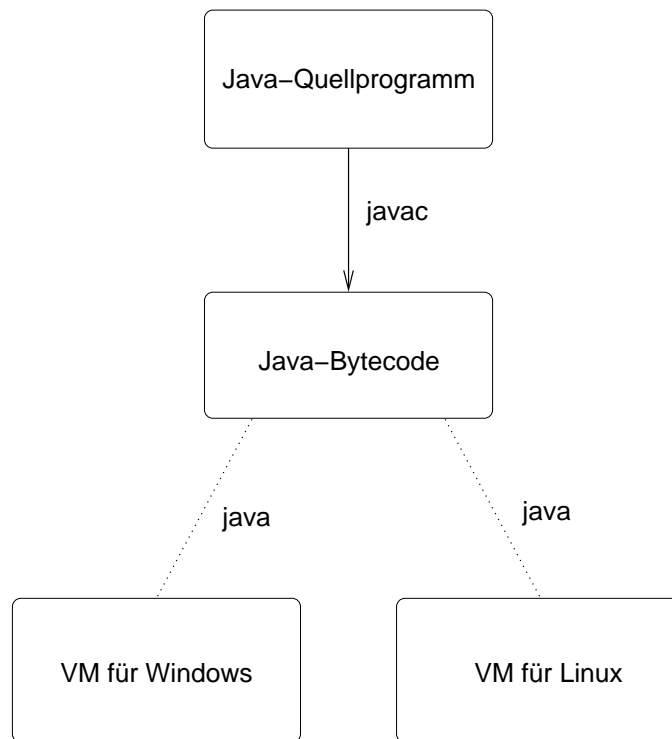 Java−Quellprogramm
javac
Java−Bytecode
java
java
VM für Windows
VM für Linux